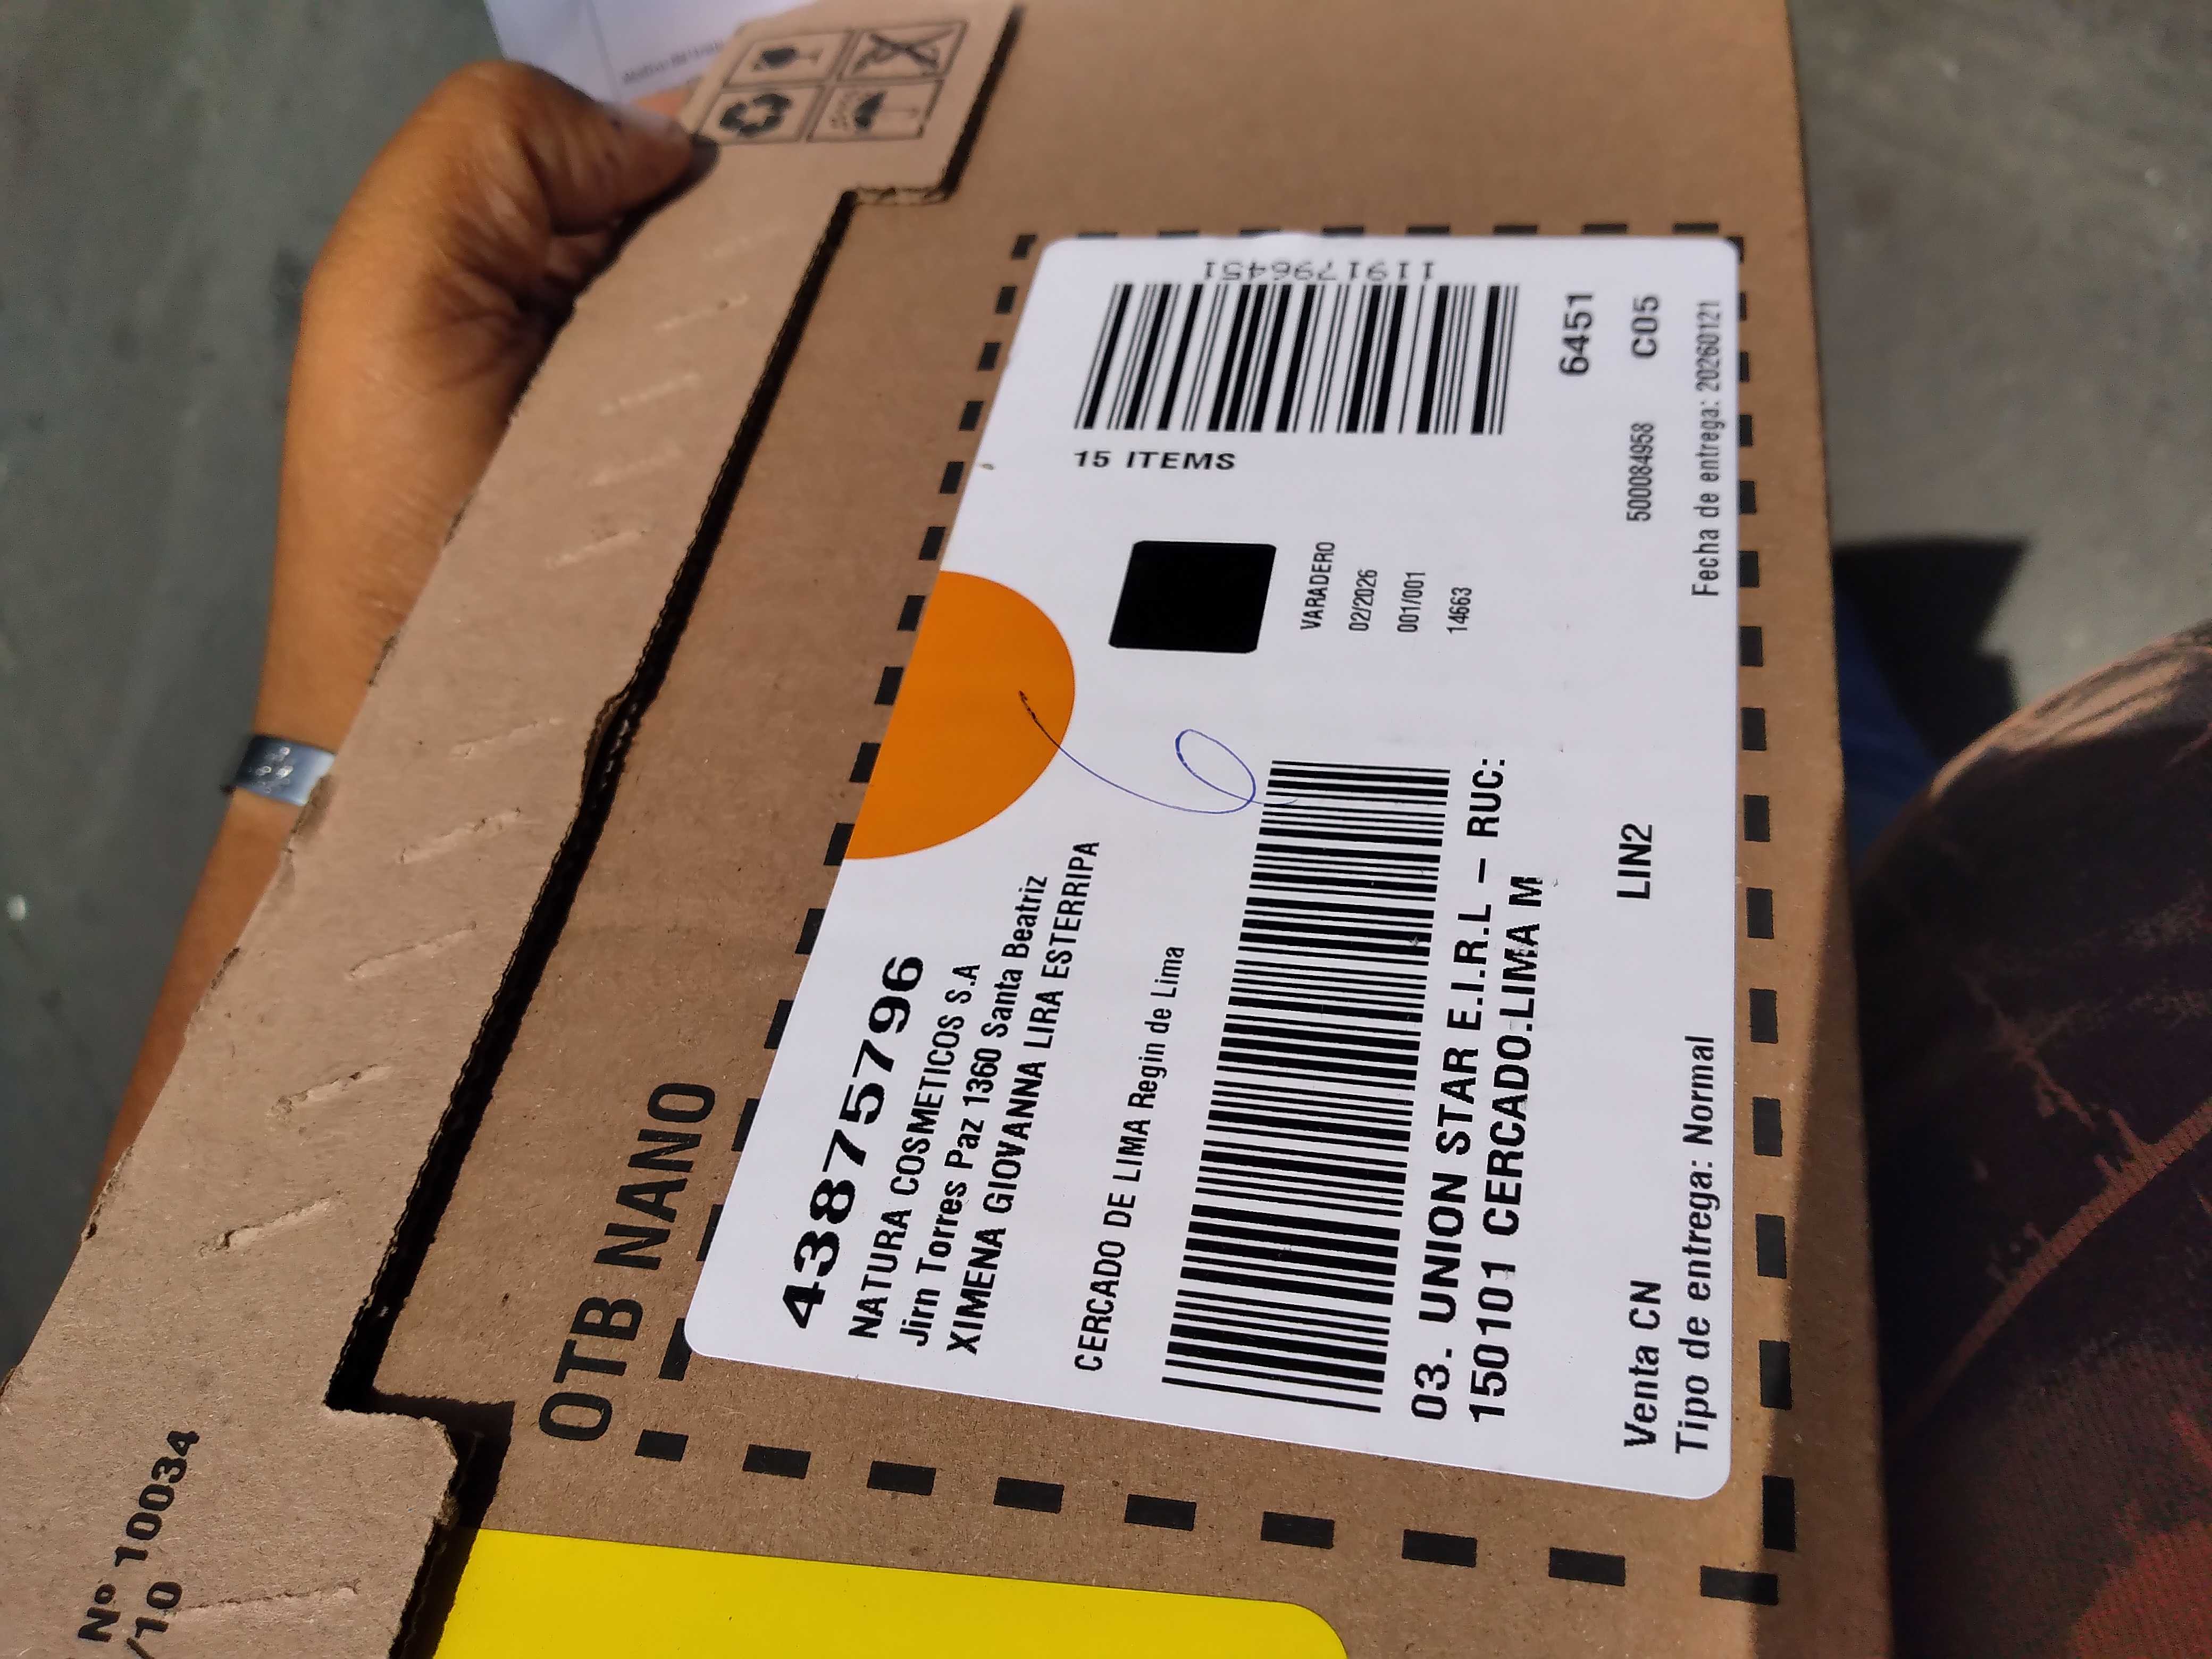 Nº 10034
/10
OTB NANO
43875796
NATURA COSMETICOS S.A
Jirn Torres Paz 1360 Santa Beatriz
XIMENA GIOVANNA LIRA ESTERRIPA
CERCADO DE LIMA Regin de Lima
03. UNION STAR E.I.R.L – RUC:
150101 CERCADO.LIMA M
Venta CN
LIN2
500084958
C05
Tipo de entrega: Normal
Fecha de entrega: 20260121
VARADERO
02/2026
001/001
14663
15 ITEMS
1191796451
6451